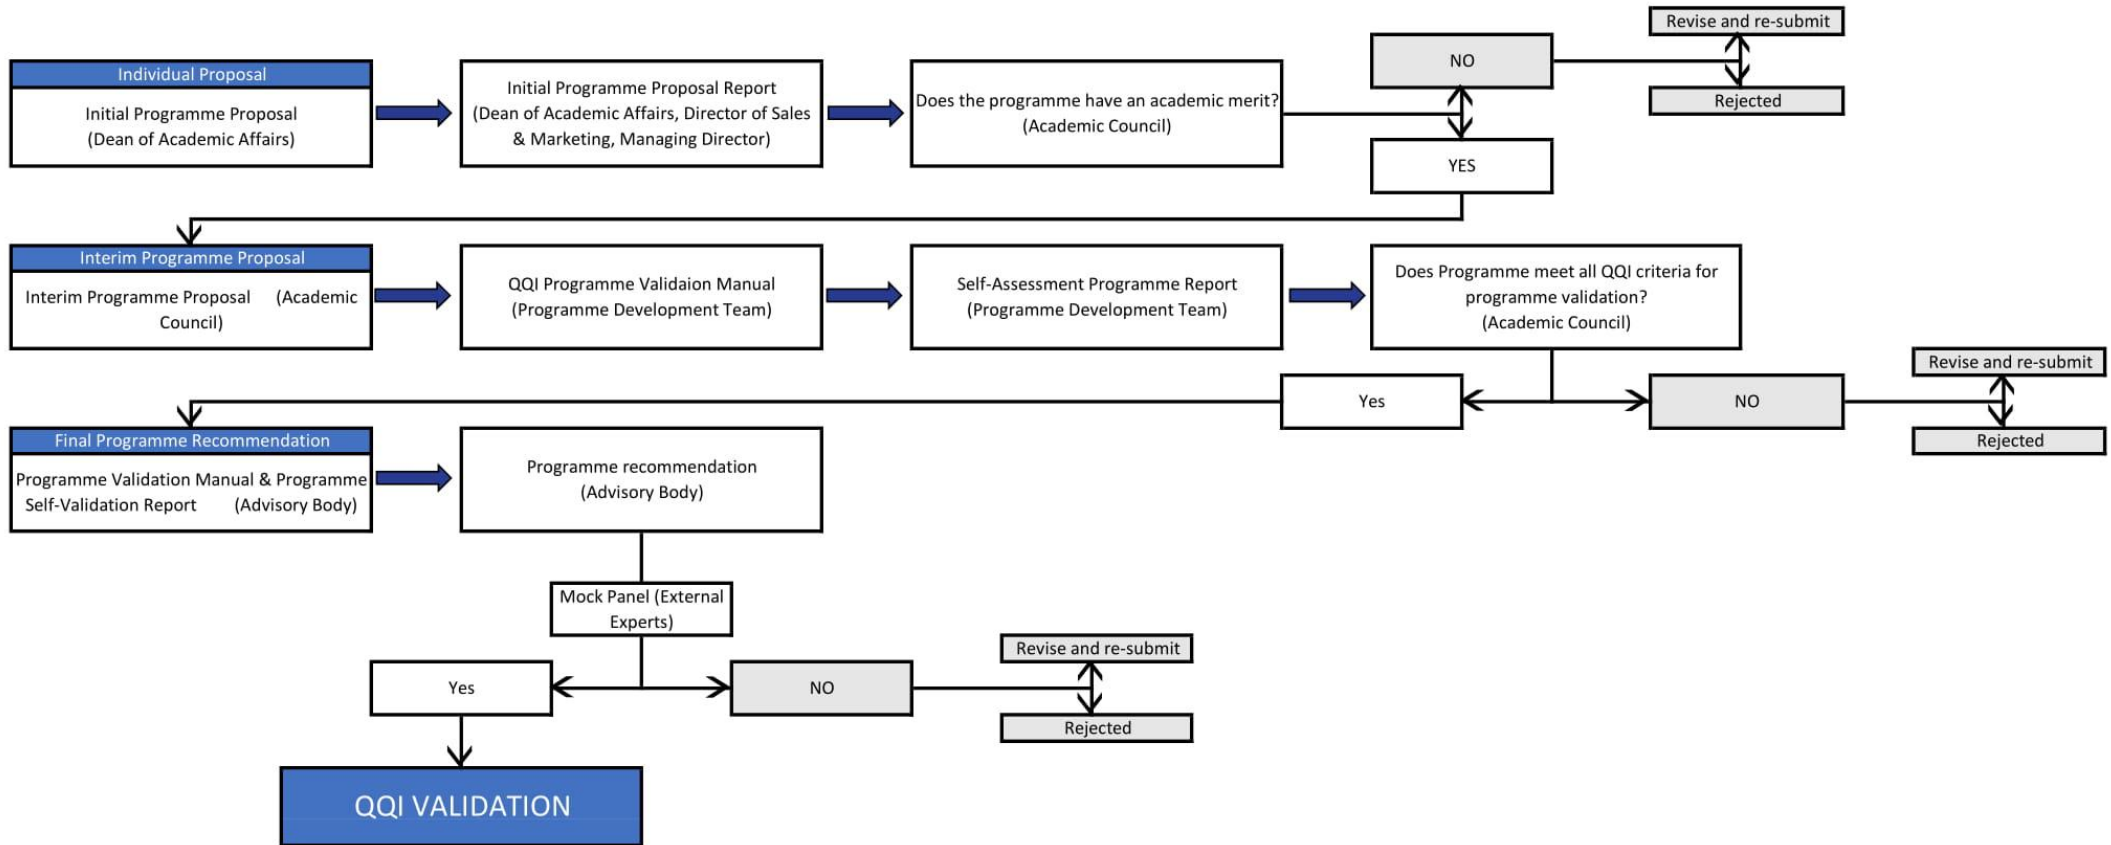 Individual Proposal
Initial Programme Proposal
(Dean of Academic Affairs)
Initial Programme Proposal Report
(Dean of Academic Affairs, Director of Sales
& Marketing, Managing Director)
Does the programme have an academic merit?
(Academic Council)
NO
YES
Revise and re-submit
Rejected
Interim Programme Proposal
Interim Programme Proposal (Academic
Council)
QQI Programme Validaion Manual
(Programme Development Team)
Self-Assessment Programme Report
(Programme Development Team)
Does Programme meet all QQI criteria for
programme validation?
(Academic Council)
Yes
NO
Revise and re-submit
Rejected
Final Programme Recommendation
Programme Validation Manual & Programme
Self-Validation Report (Advisory Body)
Programme recommendation
(Advisory Body)
Mock Panel (External
Experts)
Yes
NO
Revise and re-submit
Rejected
QQI VALIDATION